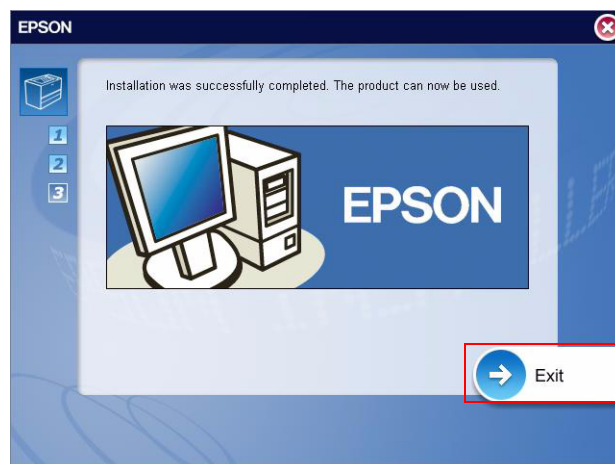 EPSON
Installation was successfully completed. The product can now be used.
1
2
3
EPSON
Exit